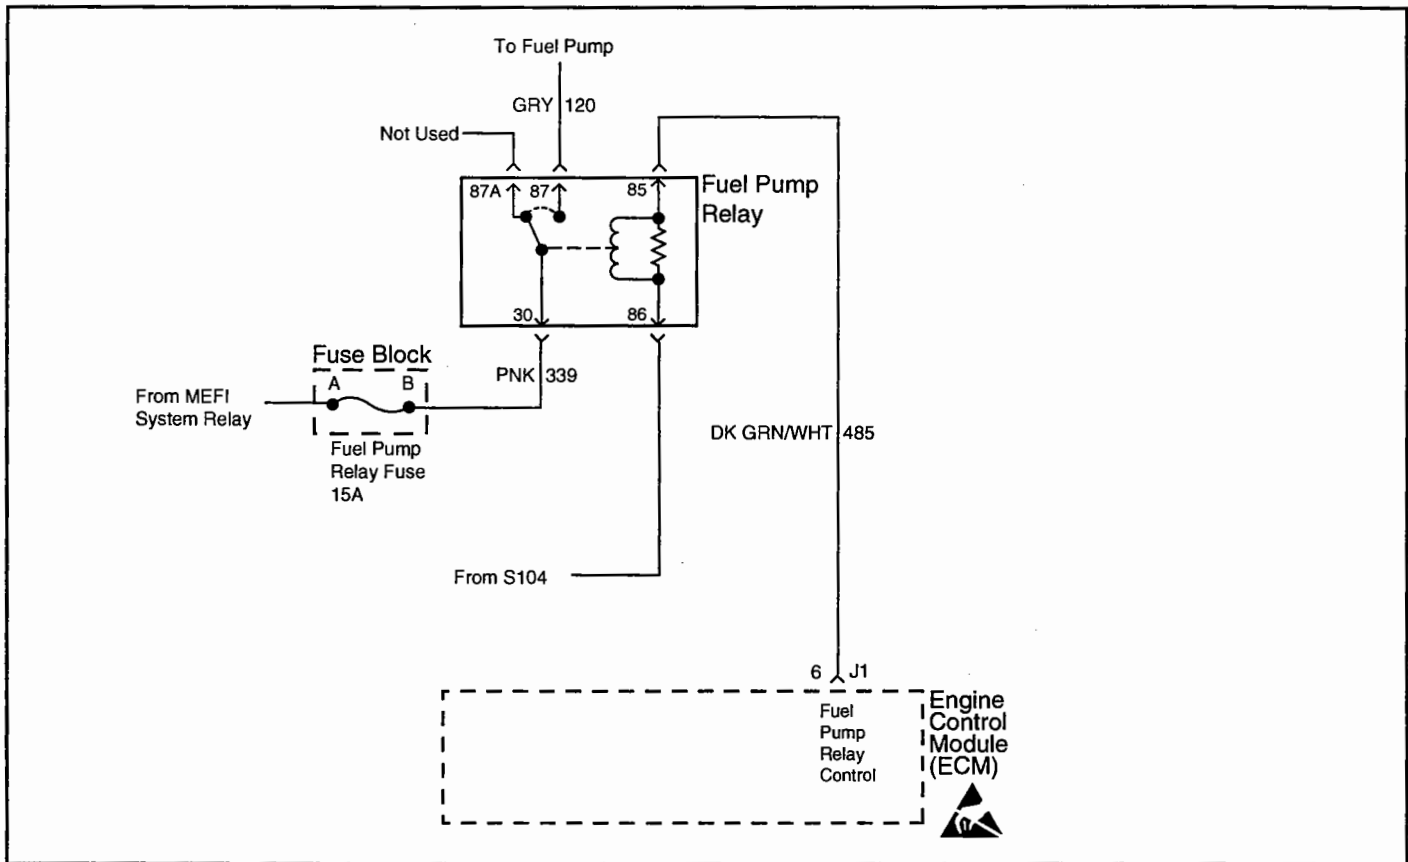 To Fuel Pump
GRY 120
Not Used
87A 87 85
Fuel Pump
Relay
30 86
Fuse Block
A B
PNK 339
From MEFI
System Relay
Fuel Pump
Relay Fuse
15A
DK GRN/WHT 485
From S104
6 J1
Fuel
Pump
Relay
Control
Engine
Control
Module
(ECM)